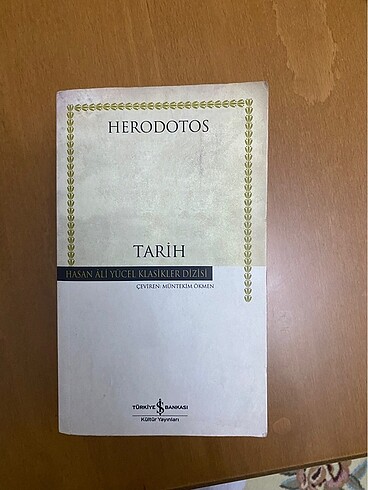 HERODOTOS
TARİH
HASAN ÂLİ YÜCEL KLASİKLER DİZİSİ
ÇEVİREN: MÜNTEKİM ÖKMEN
TÜRKİYE İŞ BANKASI
Kültür Yayınları